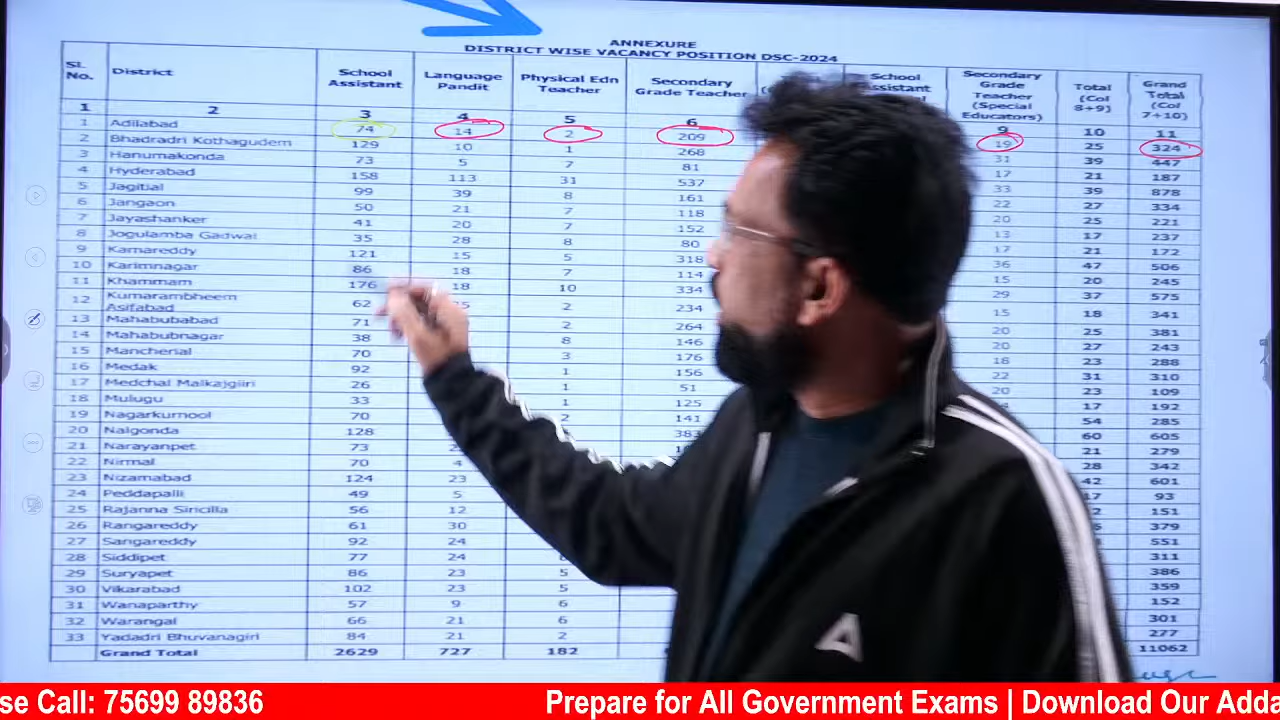 ANNEXURE
DISTRICT WISE VACANCY POSITION DSC-2024
SL. No. District School Assistant Language Pandit Physical Edn Teacher Secondary Grade Teacher School Assistant Secondary Grade Teacher (Special Educators) Total (Col 8+9) Grand Total (Col 7+10)
1 2 3 4 5 6 9 10 11
1 Adilabad 74 14 2 209 19 25 324
2 Bhadradri Kothagudem 129 10 1 268 31 39 447
3 Hanumakonda 73 5 7 81 17 21 187
4 Hyderabad 158 113 31 537 33 39 878
5 Jagitial 99 39 8 161 22 27 334
6 Jangaon 50 21 7 118 20 25 221
7 Jayashanker 41 20 7 152 13 17 237
8 Jogulamba Gadwal 35 28 8 80 17 21 172
9 Kamareddy 121 15 5 318 36 47 506
10 Karimnagar 86 18 7 114 15 20 245
11 Khammam 176 18 10 334 29 37 575
12 Kumarambheem Asifabad 62 2 234 15 18 341
13 Mahabubabad 71 2 264 20 25 381
14 Mahabubnagar 38 8 146 20 27 243
15 Mancherial 70 3 176 18 23 288
16 Medak 92 1 156 22 31 310
17 Medchal Malkajgiri 26 1 51 20 23 109
18 Mulugu 33 1 125 17 192
19 Nagarkurnool 70 2 141 54 285
20 Nalgonda 128 383 60 605
21 Narayanpet 73 21 279
22 Nirmal 70 4 28 342
23 Nizamabad 124 23 42 601
24 Peddapalli 49 5 93
25 Rajanna Siricilla 56 12 151
26 Rangareddy 61 30 379
27 Sangareddy 92 24 551
28 Siddipet 77 24 311
29 Suryapet 86 23 5 386
30 Vikarabad 102 23 5 359
31 Wanaparthy 57 9 6 152
32 Warangal 66 21 6 301
33 Yadadri Bhuvanagiri 84 21 2 277
Grand Total 2629 727 182 11062
se Call: 75699 89836 Prepare for All Government Exams | Download Our Adda